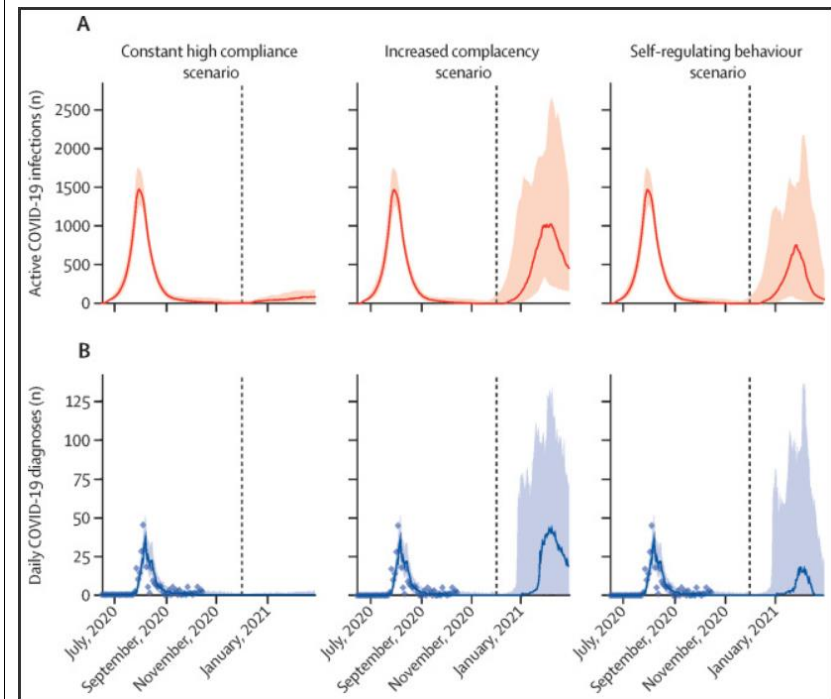 A
Constant high compliance
scenario
Increased complacency
scenario
Self-regulating behaviour
scenario
Active COVID-19 infections (n)
2500
2000
1500
1000
500
0
B
Daily COVID-19 diagnoses (n)
125
100
75
50
25
0
July, 2020
September, 2020
November, 2020
January, 2021
July, 2020
September, 2020
November, 2020
January, 2021
July, 2020
September, 2020
November, 2020
January, 2021